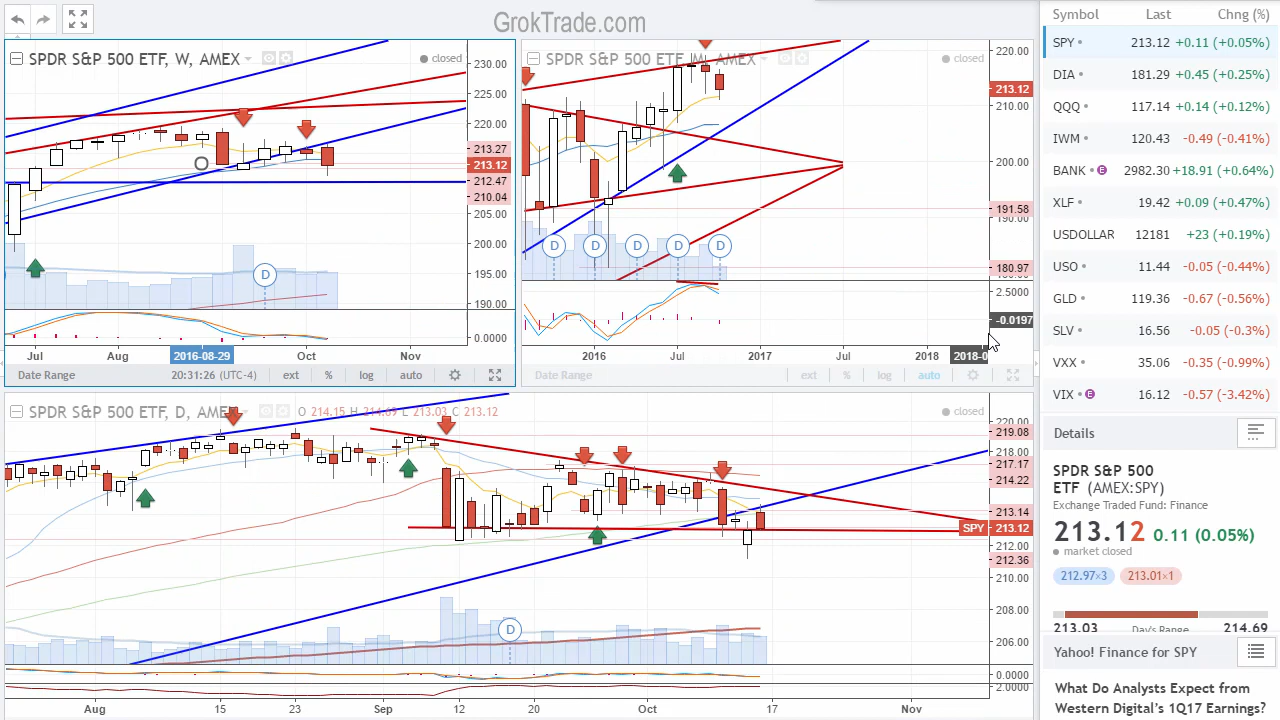 GrokTrade.com
SPDR S&P 500 ETF, W, AMEX
closed
230.00
225.00
220.00
213.27
213.12
212.47
210.04
205.00
200.00
195.00
190.00
D
0.0000
Jul
Aug
2016-08-29
Oct
Nov
Date Range
20:31:26 (UTC-4)
ext
%
log
auto
SPDR S&P 500 ETF, M, AMEX
closed
220.00
213.12
210.00
200.00
191.58
190.00
180.97
D
D
D
D
D
2.5000
-0.0197
2016
Jul
2017
Jul
2018
2018-0
Date Range
ext
%
log
auto
SPDR S&P 500 ETF, D, AMEX
O 214.15 H 214.69 L 213.03 C 213.12
closed
220.00
219.08
218.00
217.17
214.22
213.14
SPY 213.12
212.00
212.36
210.00
208.00
206.00
D
0.0000
2.0000
Aug
15
23
Sep
12
20
Oct
17
Nov
Symbol Last Chng (%)
SPY 213.12 +0.11 (+0.05%)
DIA 181.29 +0.45 (+0.25%)
QQQ 117.14 +0.14 (+0.12%)
IWM 120.43 -0.49 (-0.41%)
BANK E 2982.30 +18.91 (+0.64%)
XLF 19.42 +0.09 (+0.47%)
USDOLLAR 12181 +23 (+0.19%)
USO 11.44 -0.05 (-0.44%)
GLD 119.36 -0.67 (-0.56%)
SLV 16.56 -0.05 (-0.3%)
VXX 35.06 -0.35 (-0.99%)
VIX E 16.12 -0.57 (-3.42%)
Details
SPDR S&P 500
ETF (AMEX:SPY)
Exchange Traded Fund: Finance
213.12 0.11 (0.05%)
market closed
212.97×3 213.01×1
213.03 Day's Range 214.69
Yahoo! Finance for SPY
What Do Analysts Expect from
Western Digital's 1Q17 Earnings?